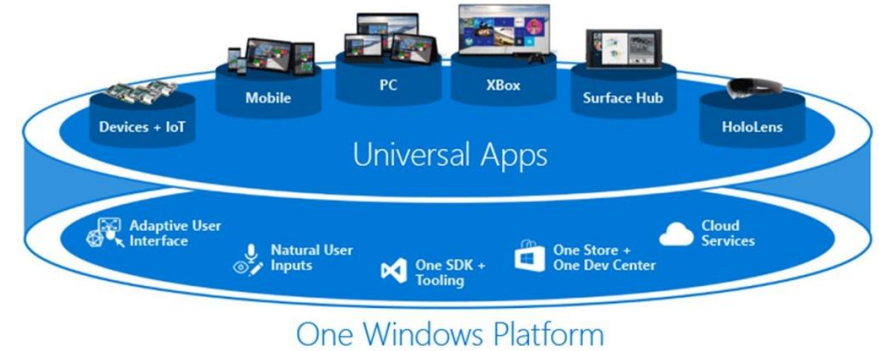 Devices + IoT
Mobile
PC
XBox
Surface Hub
HoloLens
Universal Apps
Adaptive User
Interface
Natural User
Inputs
One SDK +
Tooling
One Store +
One Dev Center
Cloud
Services
One Windows Platform